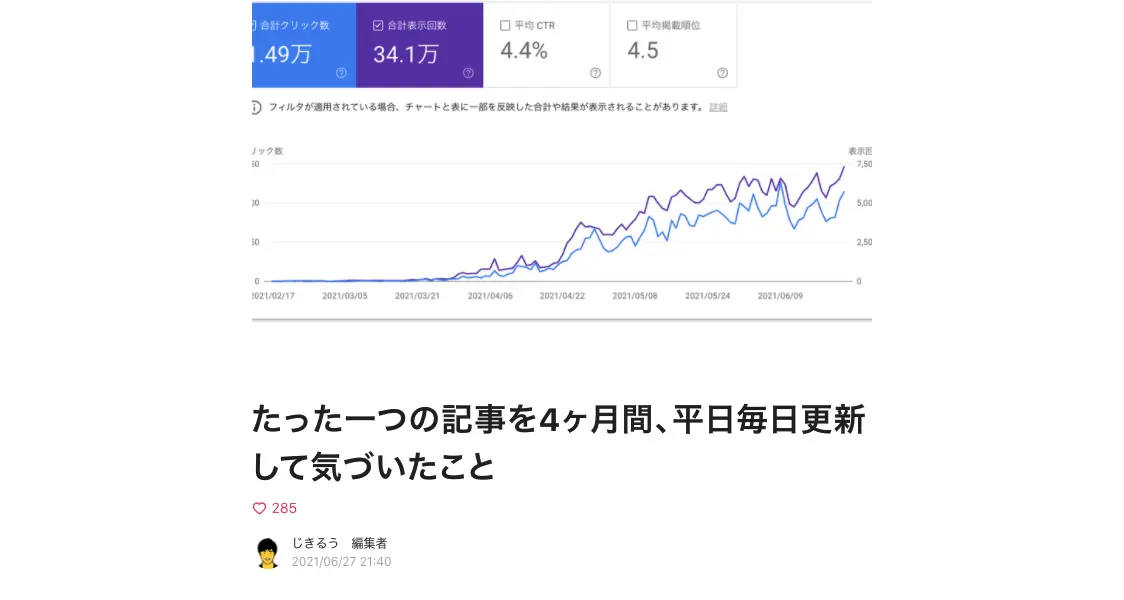 合計クリック数 合計表示回数 平均 CTR 平均掲載順位
1.49万 34.1万 4.4% 4.5
フィルタが適用されている場合、チャートと表に一部を反映した合計や結果が表示されることがあります。 詳細
リック数 表示回
50 7,50
00 5,00
50 2,50
0 0
2021/02/17 2021/03/05 2021/03/21 2021/04/06 2021/04/22 2021/05/08 2021/05/24 2021/06/09
たった一つの記事を4ヶ月間、平日毎日更新
して気づいたこと
285
じきるう 編集者
2021/06/27 21:40